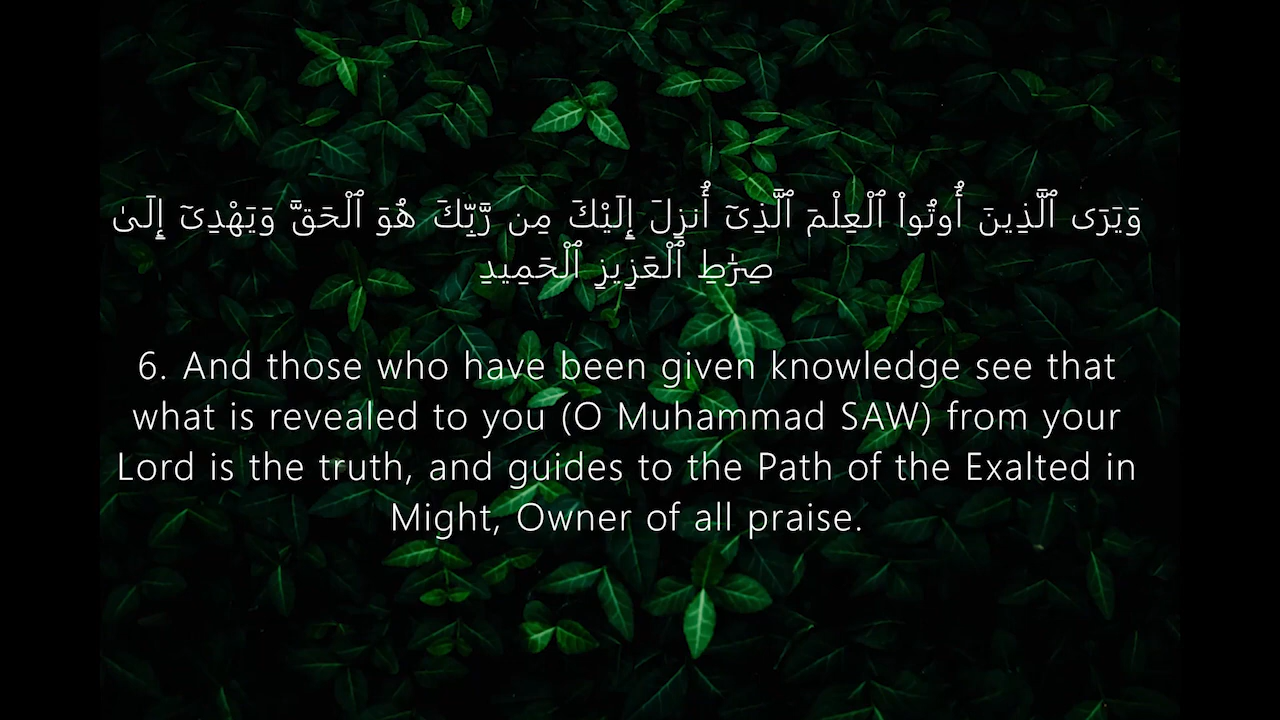 وَيَرَى ٱلَّذِينَ أُوتُوا۟ ٱلْعِلْمَ ٱلَّذِىٓ أُنزِلَ إِلَيْكَ مِن رَّبِّكَ هُوَ ٱلْحَقَّ وَيَهْدِىٓ إِلَىٰ
صِرَٰطِ ٱلْعَزِيزِ ٱلْحَمِيدِ
6. And those who have been given knowledge see that
what is revealed to you (O Muhammad SAW) from your
Lord is the truth, and guides to the Path of the Exalted in
Might, Owner of all praise.